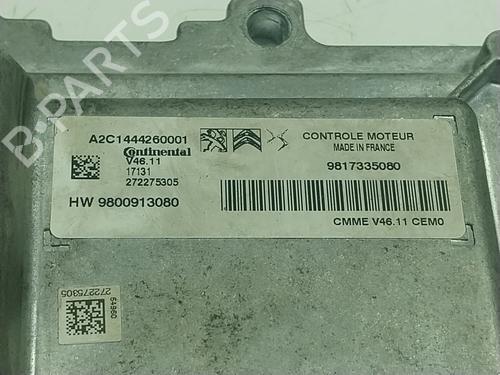 B-PARTS
A2C1444260001
Continental
V46.11
17131
272275305
HW 9800913080
CONTROLE MOTEUR
MADE IN FRANCE
9817335080
CMME V46.11 CEM0
54960
272275305